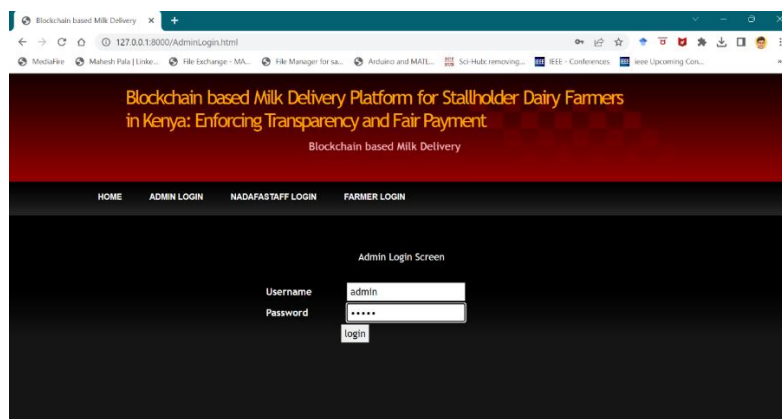 Blockchain based Milk Delivery
127.0.0.1:8000/AdminLogin.html
MediaFire Mahesh Pala | Linke... File Exchange - MA... File Manager for sa... Arduino and MATL... Sci-Hub: removing... IEEE - Conferences ieee Upcoming Con...
Blockchain based Milk Delivery Platform for Stallholder Dairy Farmers
in Kenya: Enforcing Transparency and Fair Payment
Blockchain based Milk Delivery
HOME ADMIN LOGIN NADAFASTAFF LOGIN FARMER LOGIN
Admin Login Screen
Username admin
Password •••••
login